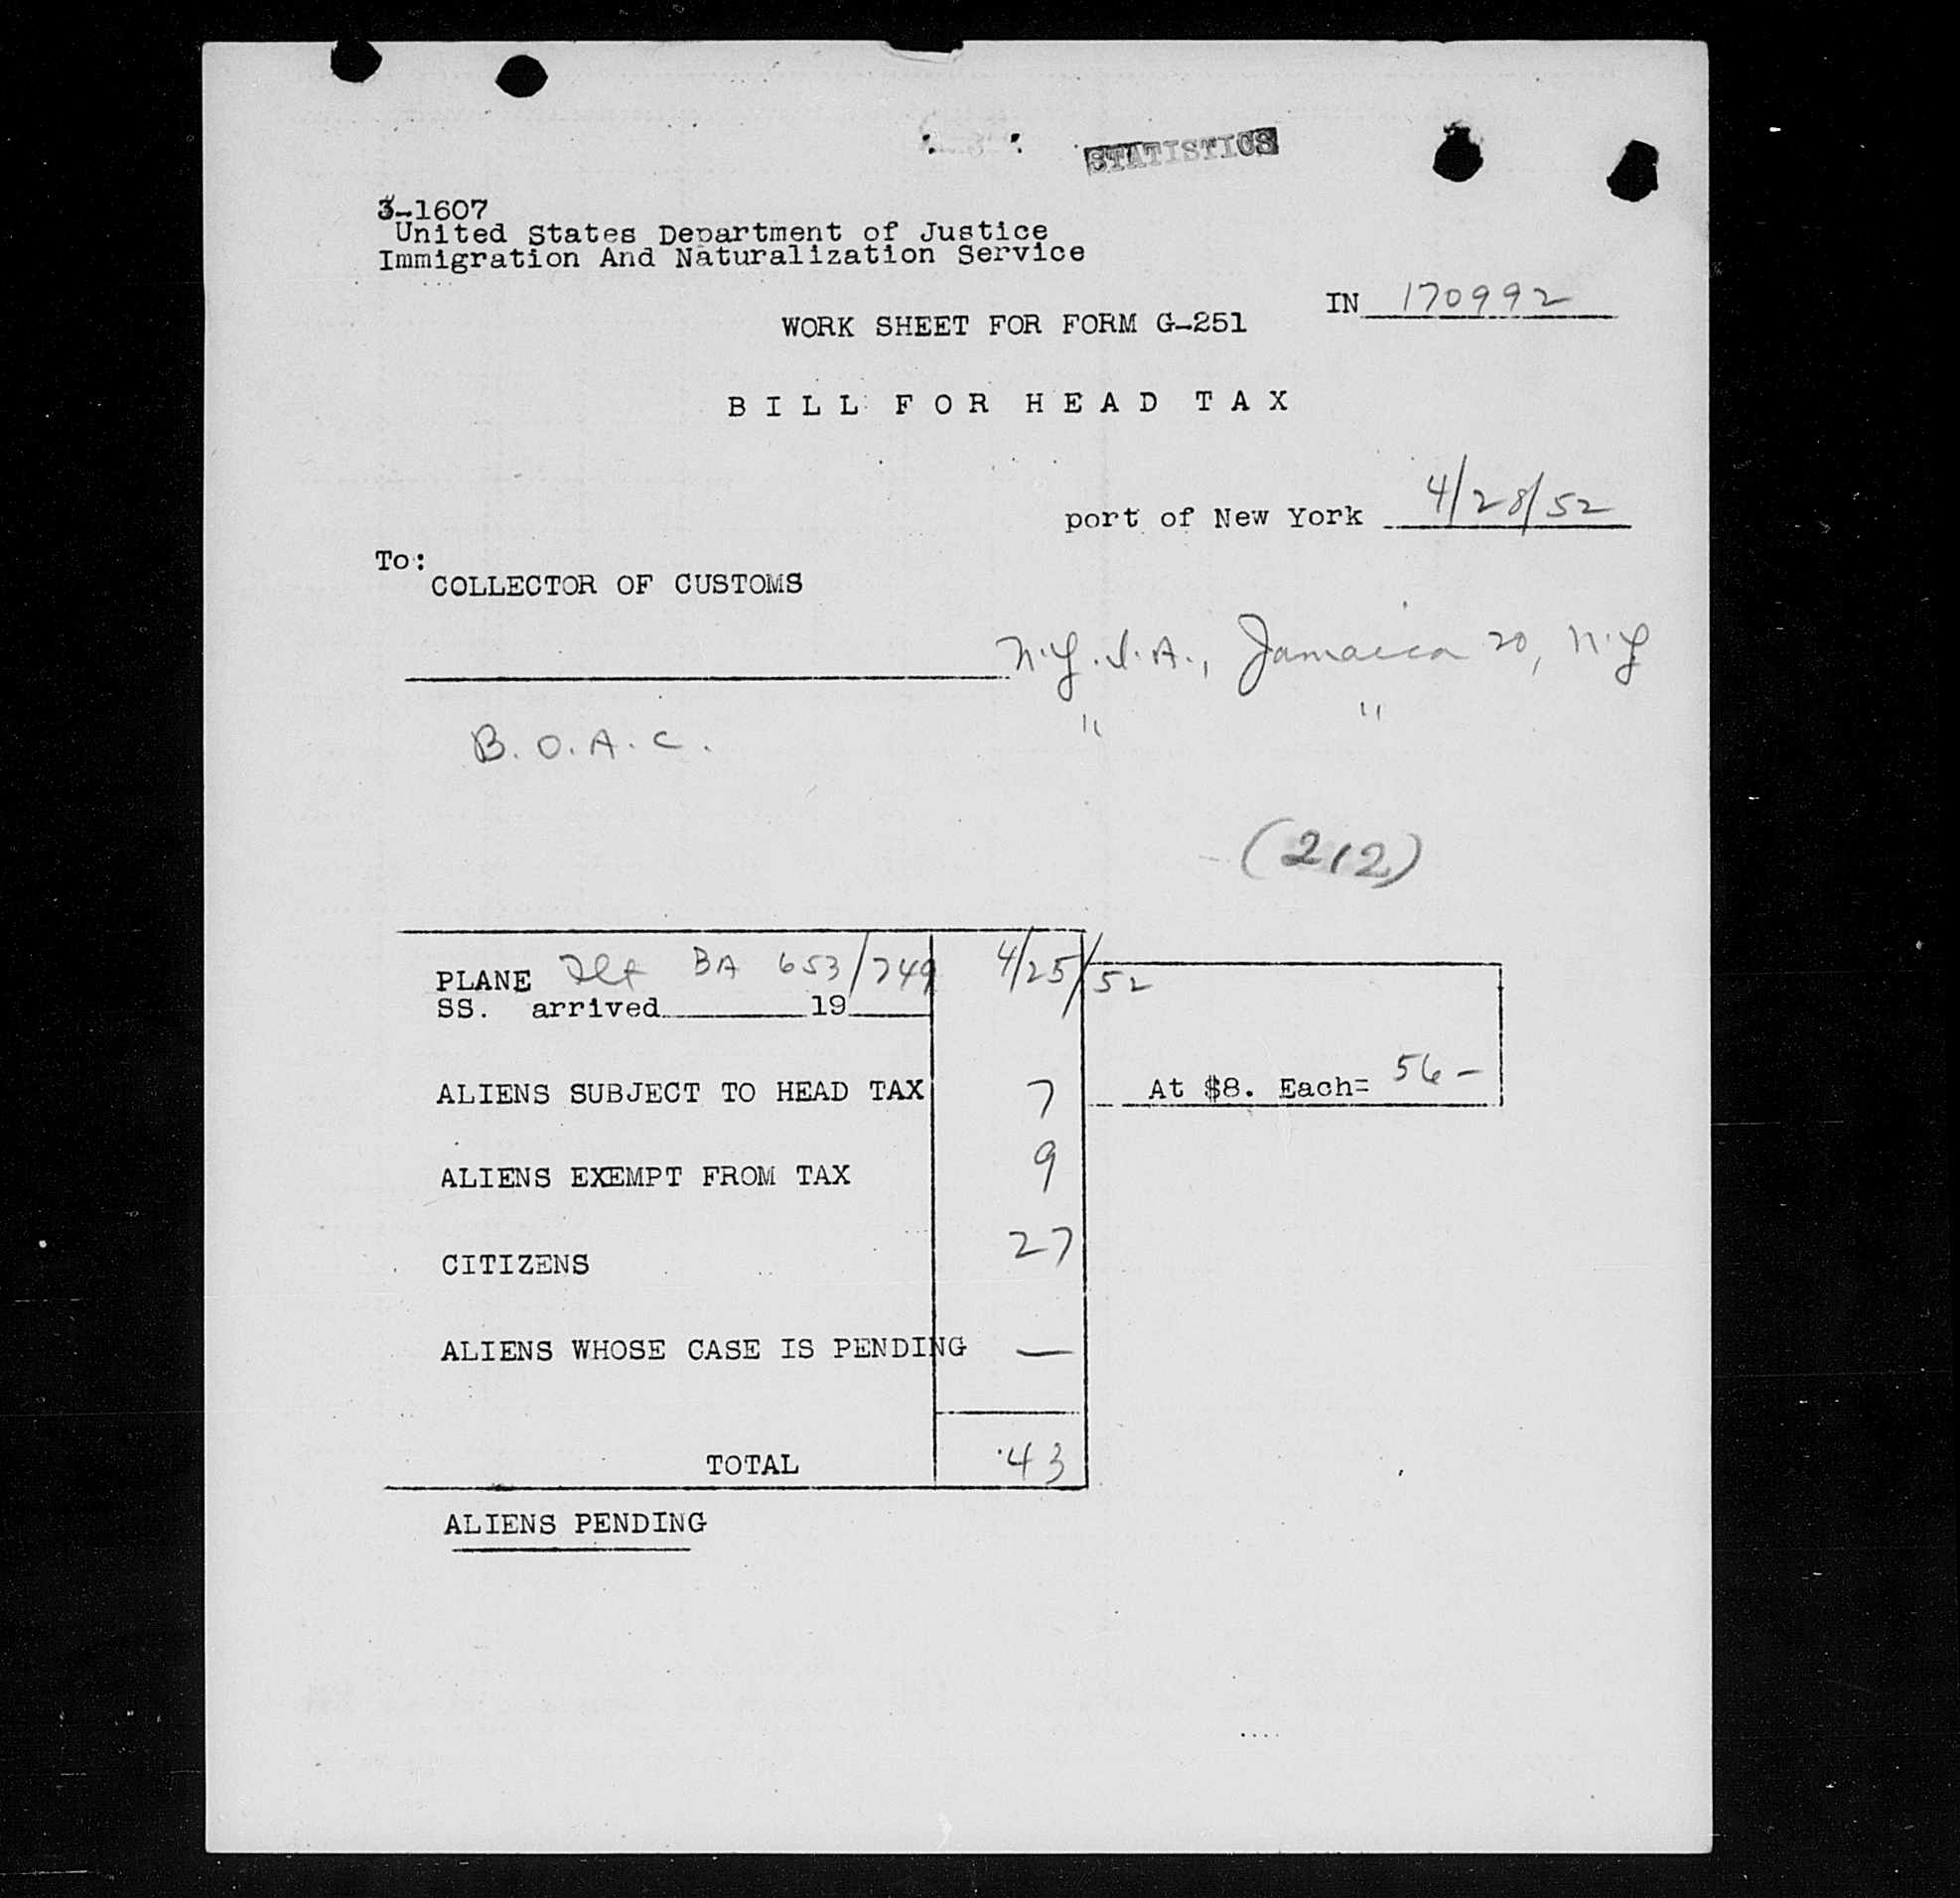 STATISTICS
3-1607
United States Department of Justice
Immigration And Naturalization Service
IN 170992
WORK SHEET FOR FORM G-251
BILL FOR HEAD TAX
port of New York 4/28/52
To:
COLLECTOR OF CUSTOMS
N.Y.I.A., Jamaica 20, N.Y
B.O.A.C. " "
(212)
PLANE Flt BA 653/749 4/25/52
SS. arrived 19
ALIENS SUBJECT TO HEAD TAX 7 At $8. Each= 56 -
ALIENS EXEMPT FROM TAX 9
CITIZENS 27
ALIENS WHOSE CASE IS PENDING —
TOTAL 43
ALIENS PENDING